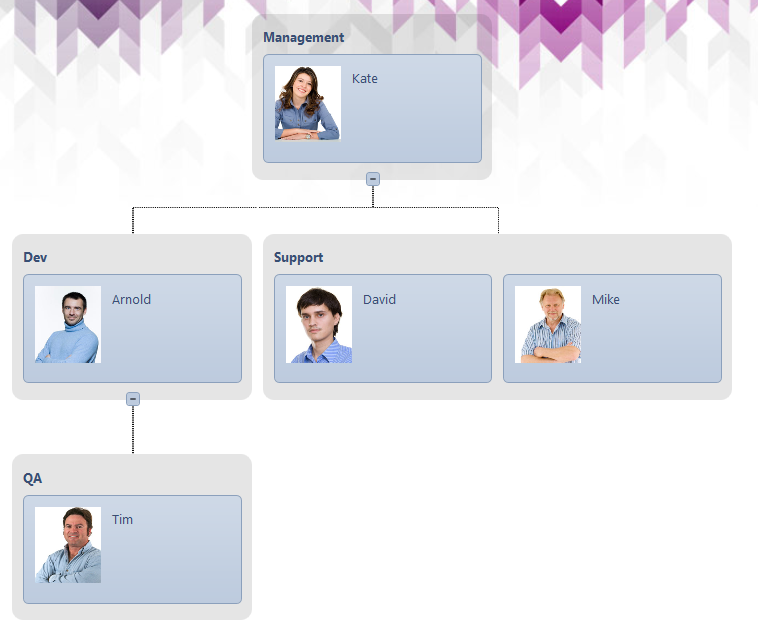 Management
Kate
Dev
Arnold
Support
David
Mike
QA
Tim